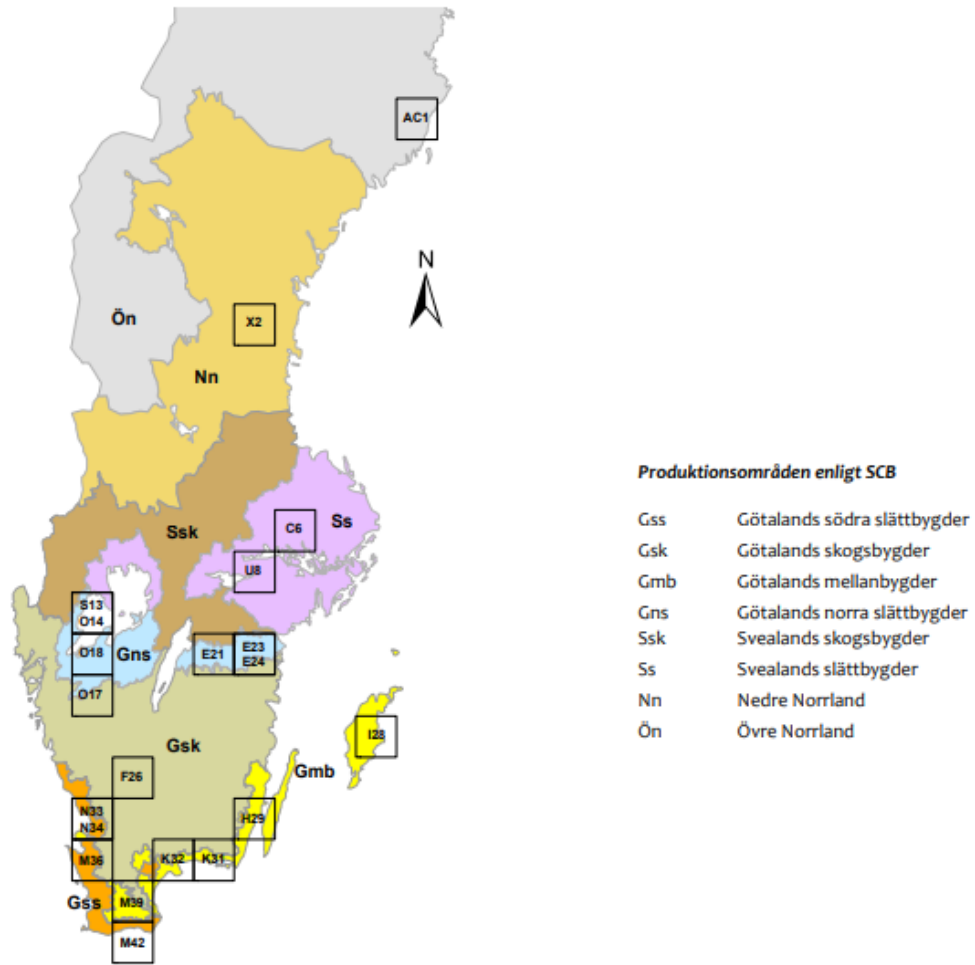 AC1
N
Ön
X2
Nn
Ssk
Ss
C6
U8
S13
O14
O18
Gns
E21
E23
E24
O17
I28
Gsk
Gmb
F26
N33
N34
H29
M36
K32
K31
Gss
M39
M42
Produktionsområden enligt SCB
Gss Götalands södra slättbygder
Gsk Götalands skogsbygder
Gmb Götalands mellanbygder
Gns Götalands norra slättbygder
Ssk Svealands skogsbygder
Ss Svealands slättbygder
Nn Nedre Norrland
Ön Övre Norrland